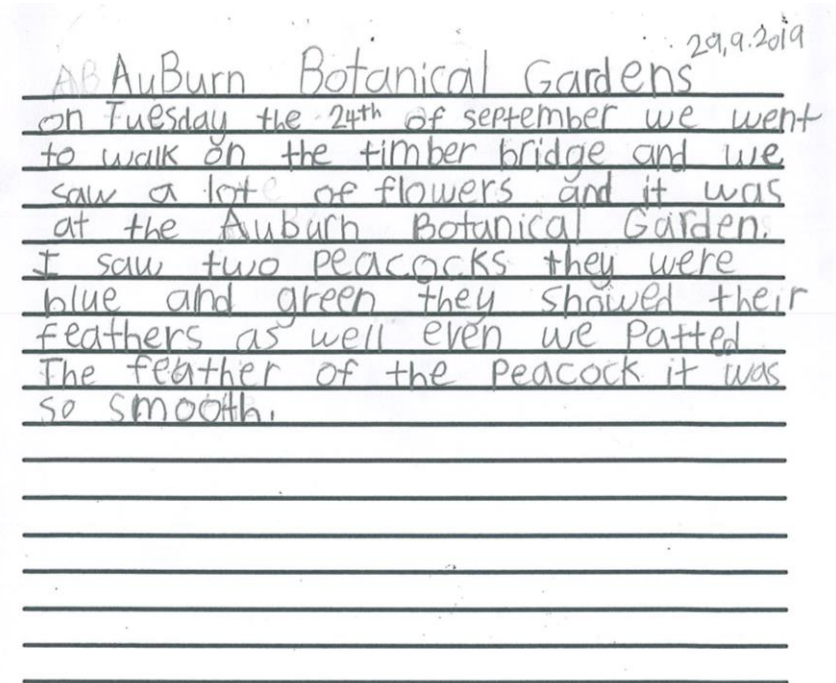 29.9.2019
AuBurn Botanical Gardens
on Tuesday the 24th of september we went
to walk on the timber bridge and we
saw a lot of flowers and it was
at the Auburn Botanical Garden.
I saw two peacocks they were
blue and green they showed their
feathers as well even we Patted
The feather of the Peacock it was
so smooth.